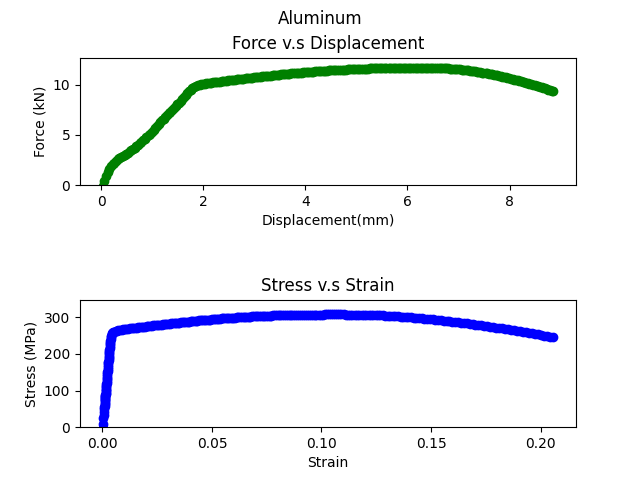 Aluminum
Force v.s Displacement
Force (kN)
10
5
0
0 2 4 6 8
Displacement(mm)
Stress v.s Strain
Stress (MPa)
300
200
100
0
0.00 0.05 0.10 0.15 0.20
Strain